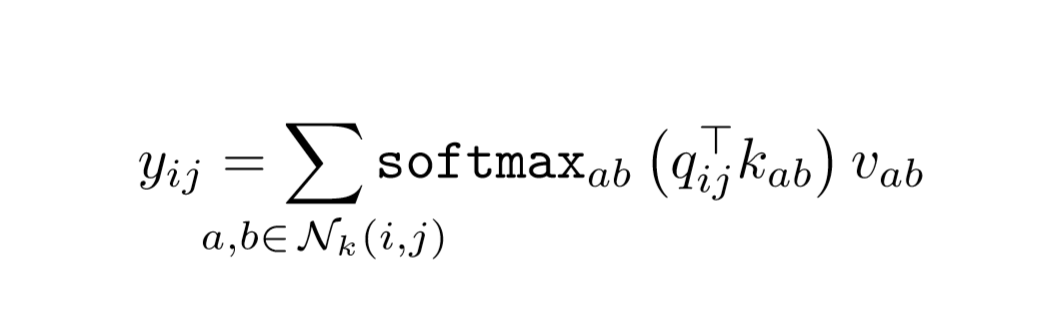 y_{ij} = \sum_{a,b \in \mathcal{N}_k(i,j)} \texttt{softmax}_{ab} \left( q_{ij}^\top k_{ab} \right) v_{ab}